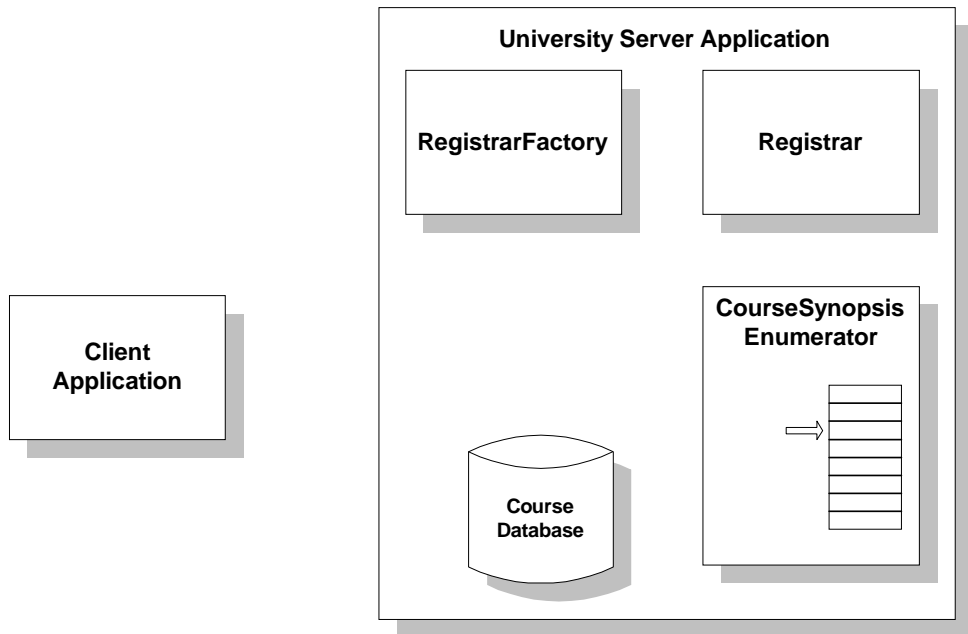 University Server Application
RegistrarFactory
Registrar
Client
Application
CourseSynopsis
Enumerator
Course
Database